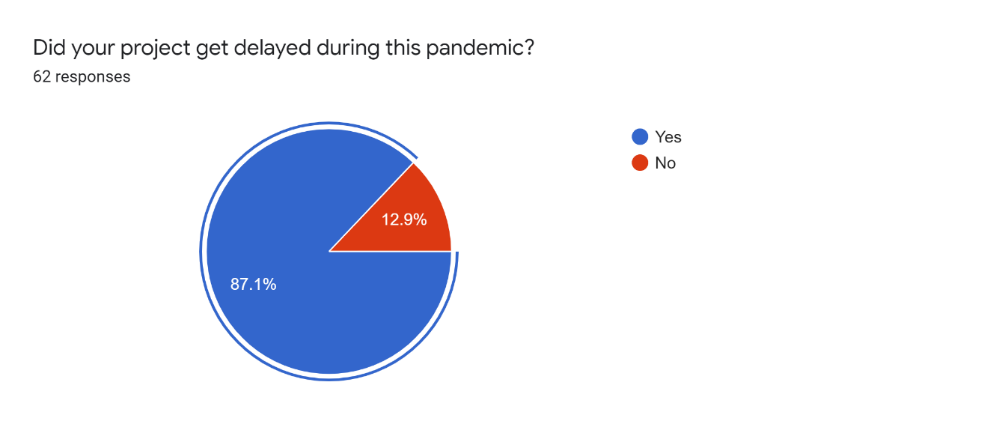 Did your project get delayed during this pandemic?
62 responses
Yes
No
12.9%
87.1%